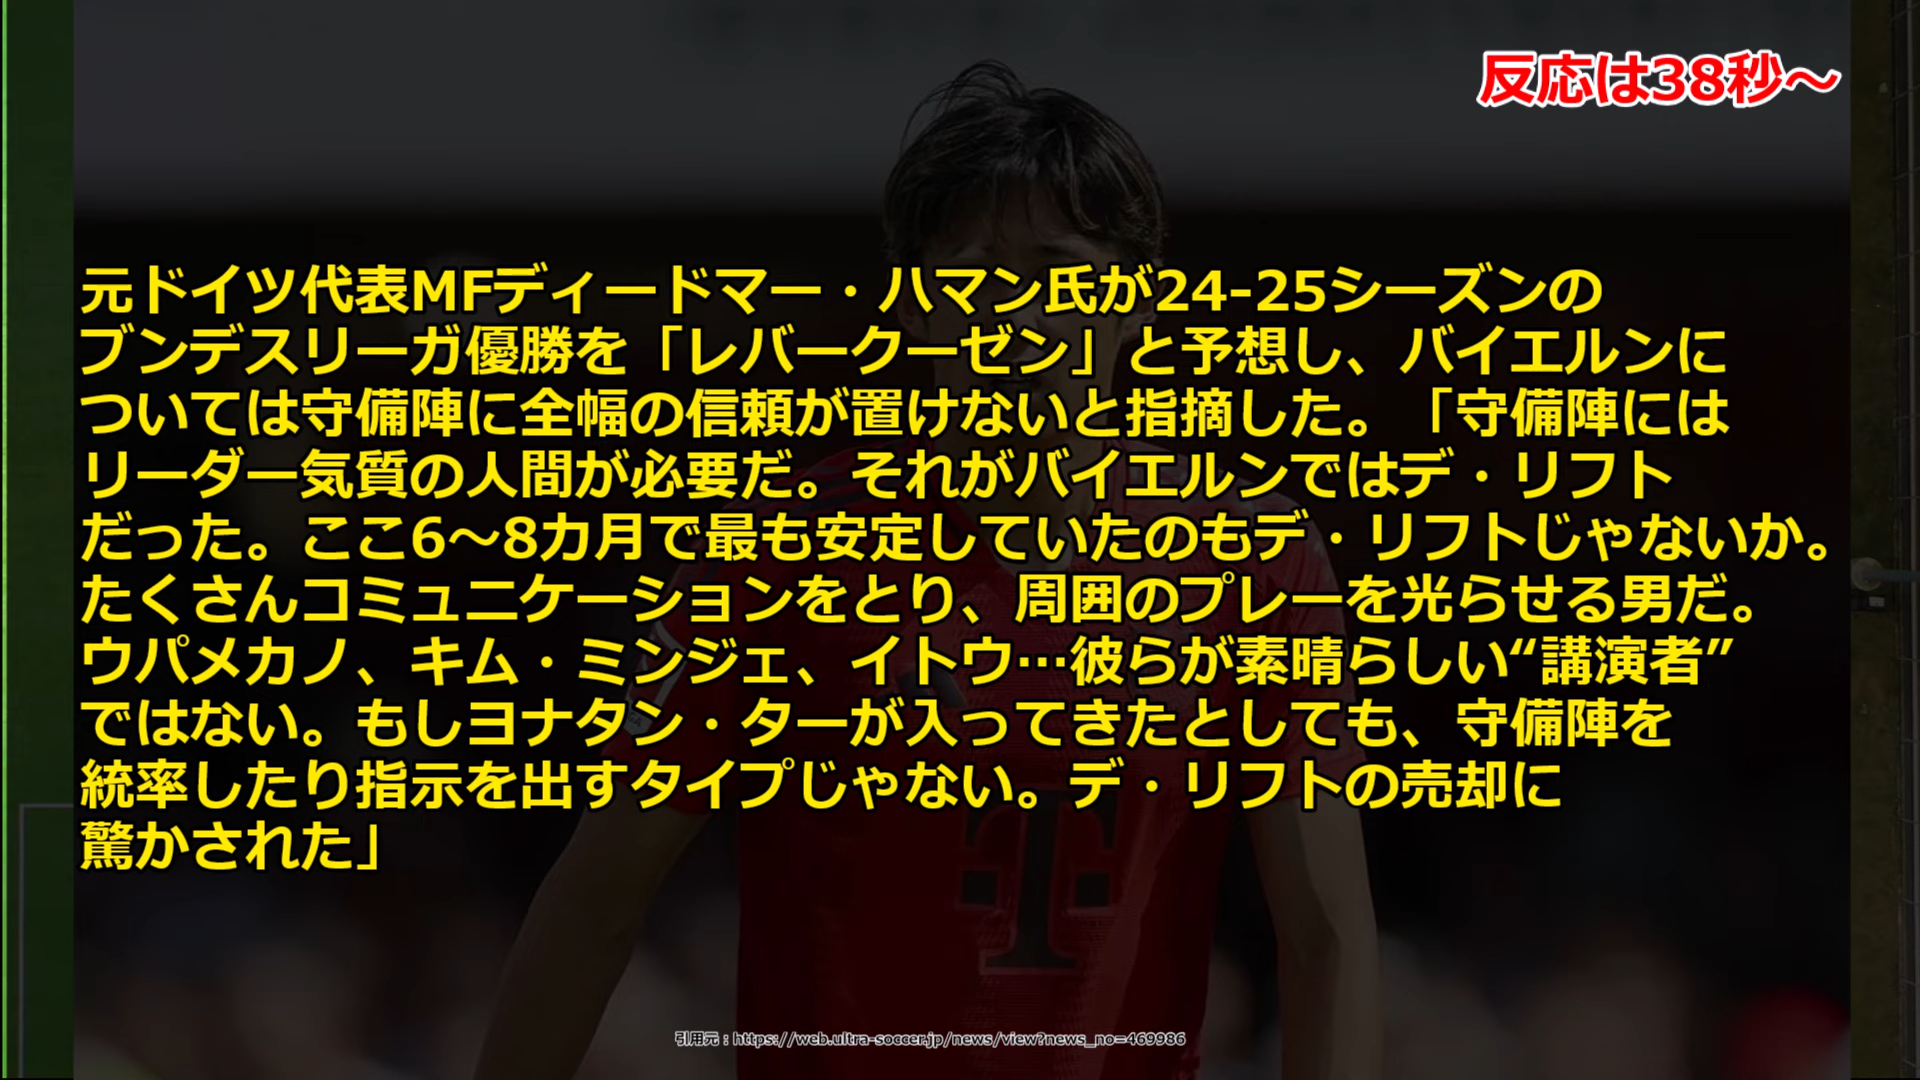 反応は38秒～
元ドイツ代表MFディードマー・ハマン氏が24-25シーズンの
ブンデスリーガ優勝を「レバークーゼン」と予想し、バイエルンに
ついては守備陣に全幅の信頼が置けないと指摘した。「守備陣には
リーダー気質の人間が必要だ。それがバイエルンではデ・リフト
だった。ここ6～8カ月で最も安定していたのもデ・リフトじゃないか。
たくさんコミュニケーションをとり、周囲のプレーを光らせる男だ。
ウパメカノ、キム・ミンジェ、イトウ…彼らが素晴らしい“講演者”
ではない。もしヨナタン・ターが入ってきたとしても、守備陣を
統率したり指示を出すタイプじゃない。デ・リフトの売却に
驚かされた」
T
引用元：https://web.ultra-soccer.jp/news/view?news_no=469986